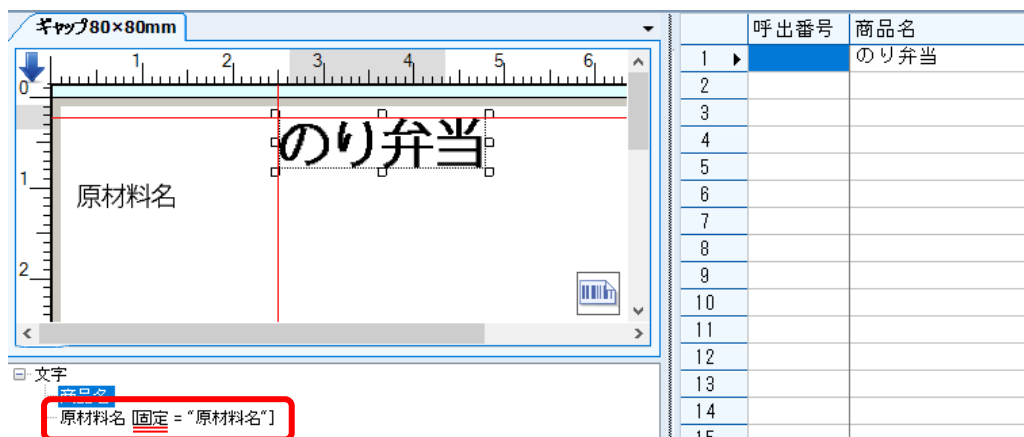 ギャップ80×80mm
1 2 3 4 5 6
0
のり弁当
1
原材料名
2
文字
商品名
原材料名 [固定 = "原材料名"]
呼出番号 商品名
1 のり弁当
2
3
4
5
6
7
8
9
10
11
12
13
14
15